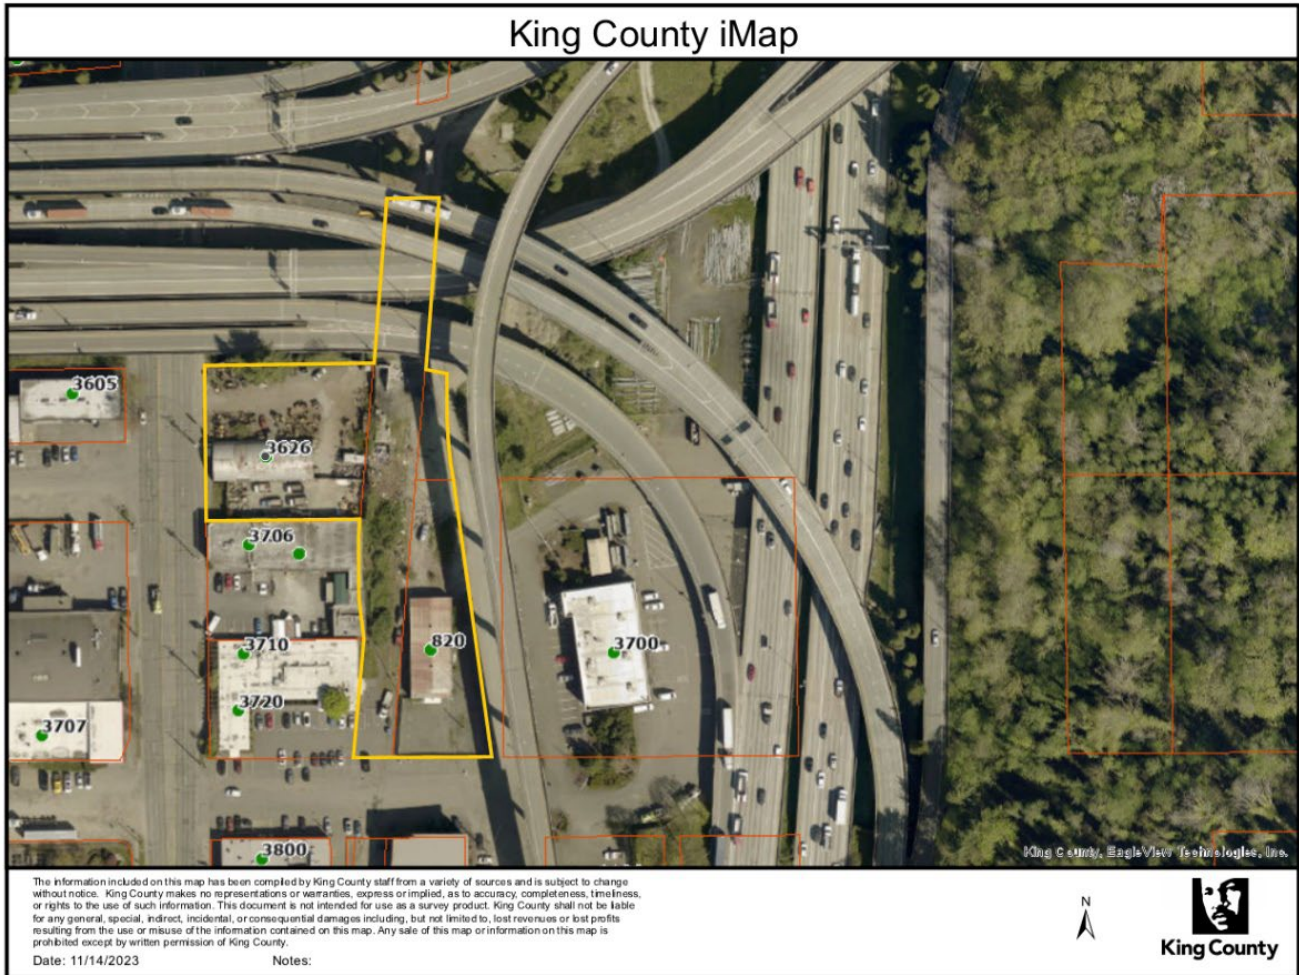 King County iMap
3605
3626
3706
3710
820
3700
3720
3707
3800
King County, EagleView Technologies, Inc.
The information included on this map has been compiled by King County staff from a variety of sources and is subject to change
without notice. King County makes no representations or warranties, express or implied, as to accuracy, completeness, timeliness,
or rights to the use of such information. This document is not intended for use as a survey product. King County shall not be liable
for any general, special, indirect, incidental, or consequential damages including, but not limited to, lost revenues or lost profits
resulting from the use or misuse of the information contained on this map. Any sale of this map or information on this map is
prohibited except by written permission of King County.
Date: 11/14/2023 Notes:
N
King County